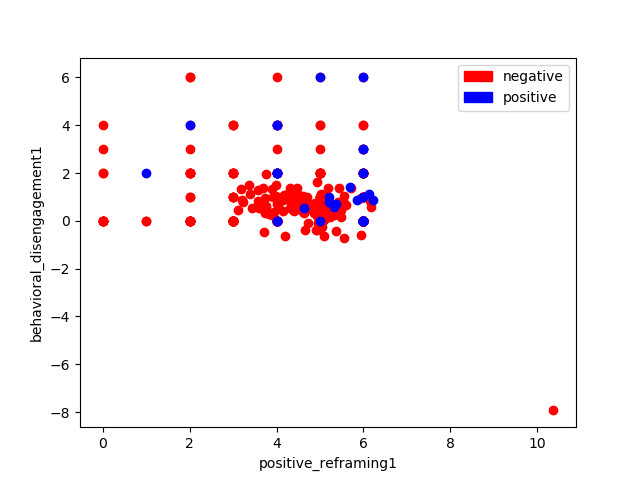 negative
positive
6
4
2
0
−2
−4
−6
−8
behavioral_disengagement1
0 2 4 6 8 10
positive_reframing1